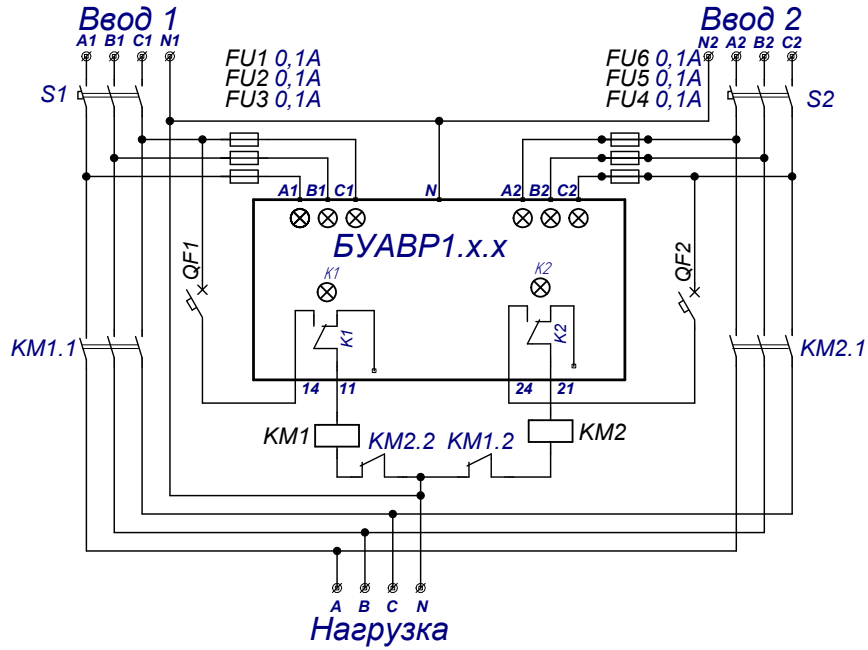 Ввод 1
Ввод 2
A1 B1 C1 N1
N2 A2 B2 C2
FU1 0,1A
FU2 0,1A
FU3 0,1A
FU6 0,1A
FU5 0,1A
FU4 0,1A
S1
S2
A1 B1 C1 N A2 B2 C2
БУАВР1.х.х
QF1
QF2
K1
K2
K1
K2
KM1.1
KM2.1
14 11
24 21
KM1
KM2.2
KM1.2
KM2
A B C N
Нагрузка